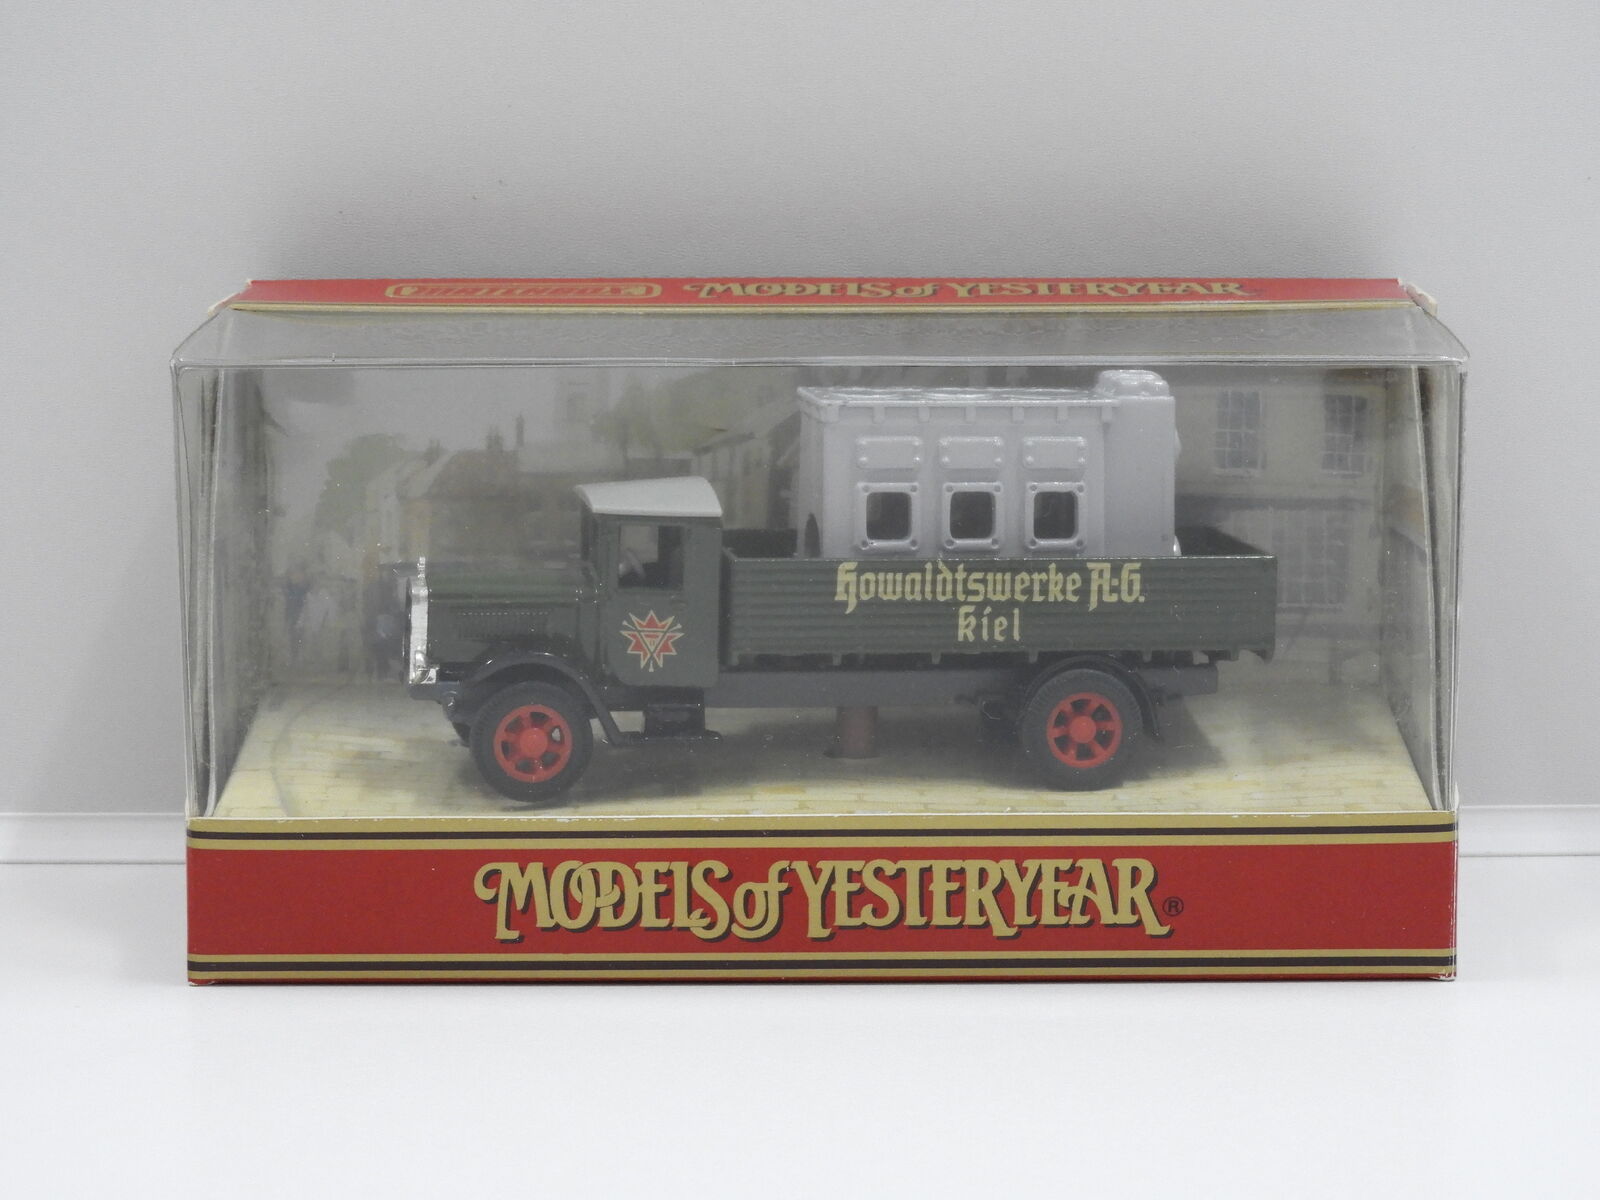 MODELS of YESTERYEAR
Howaldtswerke A-G.
Kiel
MODELS of YESTERYEAR®